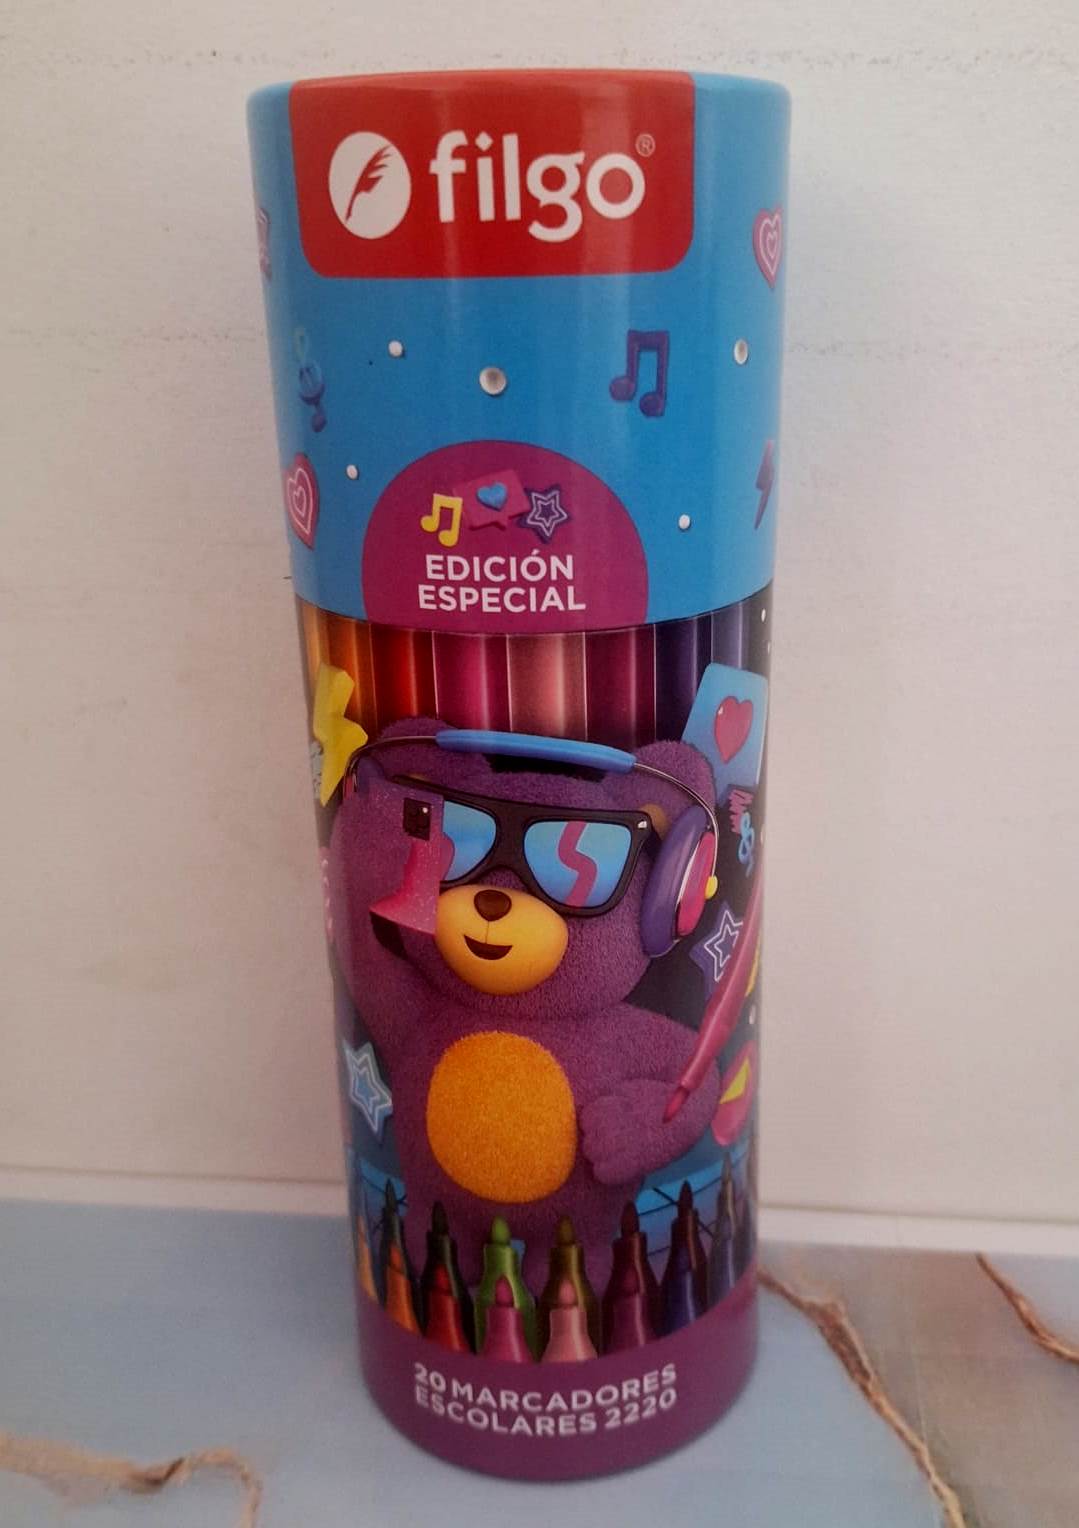 filgo®
EDICIÓN
ESPECIAL
20 MARCADORES
ESCOLARES 2220